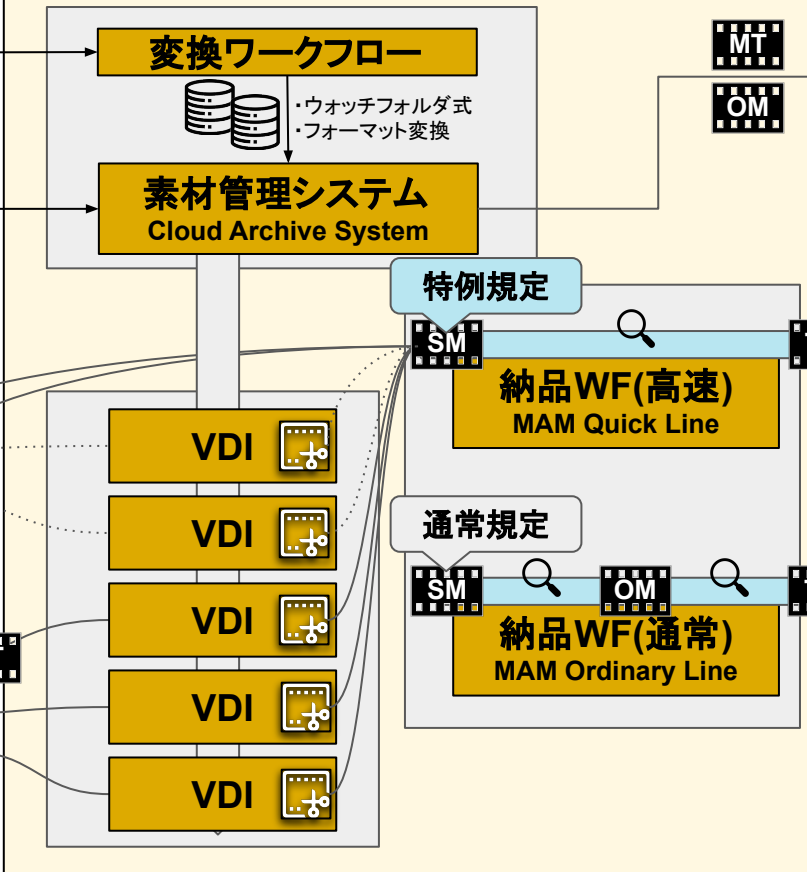 変換ワークフロー
・ウォッチフォルダ式
・フォーマット変換
素材管理システム
Cloud Archive System
MT
OM
特例規定
SM
納品WF(高速)
MAM Quick Line
VDI
VDI
VDI
VDI
VDI
通常規定
SM
OM
納品WF(通常)
MAM Ordinary Line